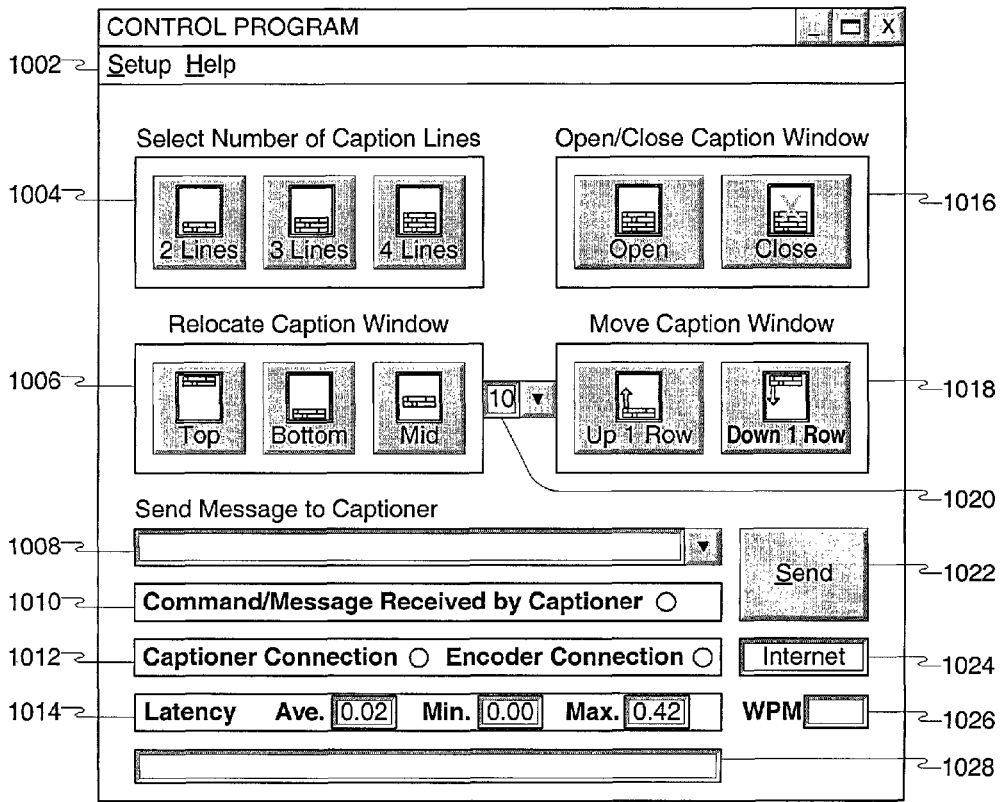 CONTROL PROGRAM
X
1002
Setup Help
Select Number of Caption Lines
Open/Close Caption Window
1004
2 Lines 3 Lines 4 Lines
Open Close
1016
Relocate Caption Window
Move Caption Window
1006
Top Bottom Mid
10
Up 1 Row Down 1 Row
1018
1020
Send Message to Captioner
1008
Send
1022
1010
Command/Message Received by Captioner
1012
Captioner Connection Encoder Connection
Internet
1024
1014
Latency Ave. 0.02 Min. 0.00 Max. 0.42
WPM
1026
1028